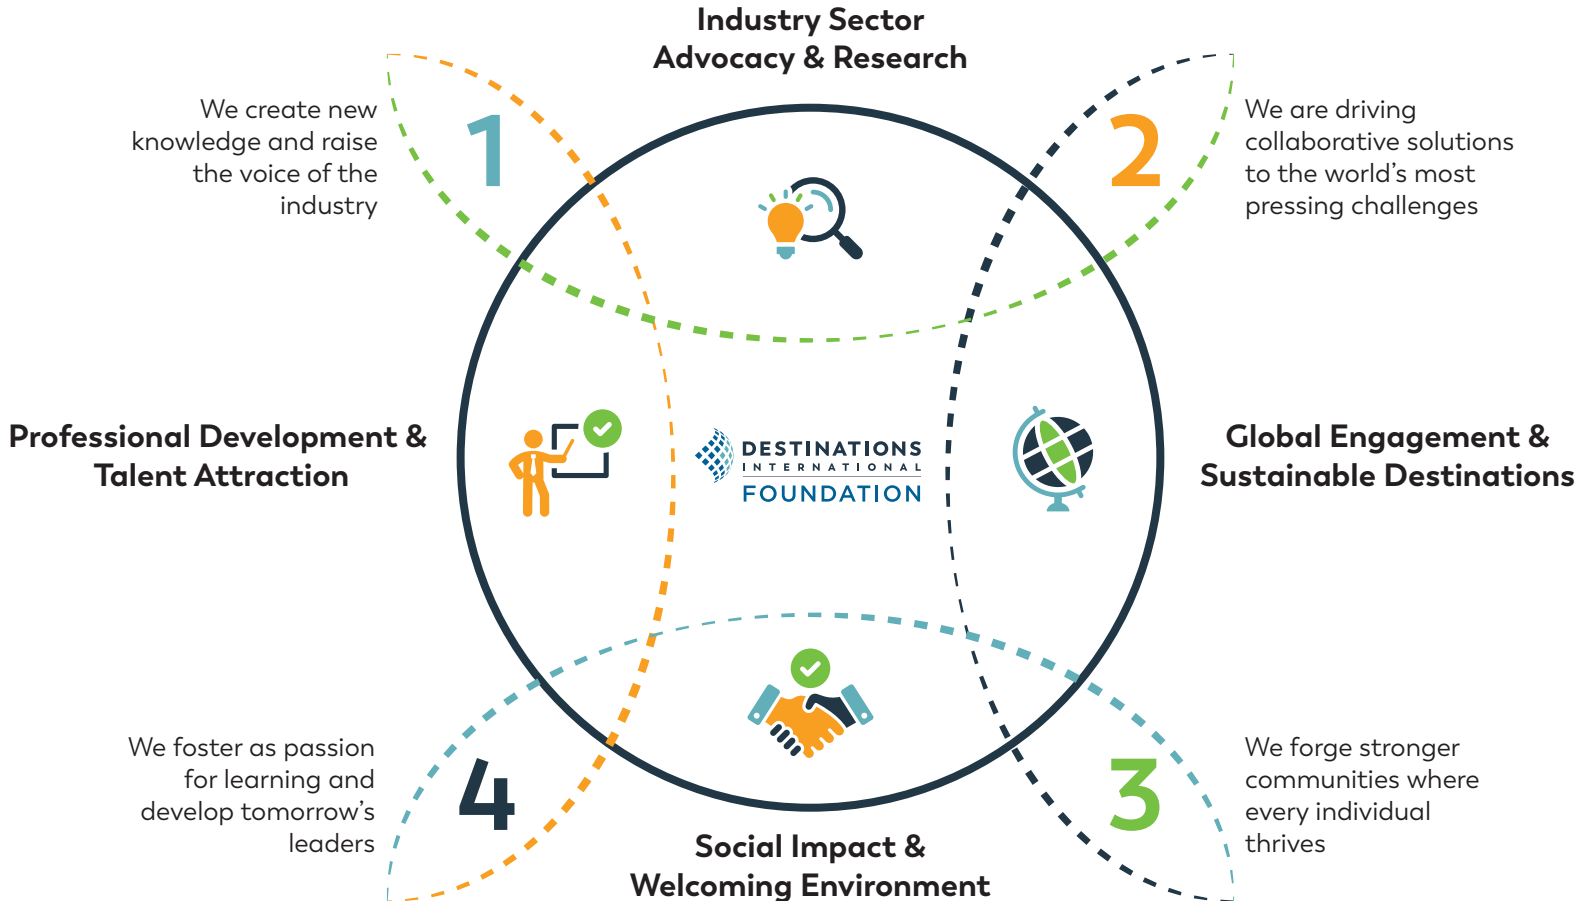 Industry Sector
Advocacy & Research
1
We create new
knowledge and raise
the voice of the
industry
2
We are driving
collaborative solutions
to the world's most
pressing challenges
Professional Development &
Talent Attraction
DESTINATIONS
INTERNATIONAL
FOUNDATION
Global Engagement &
Sustainable Destinations
4
We foster as passion
for learning and
develop tomorrow's
leaders
3
We forge stronger
communities where
every individual
thrives
Social Impact &
Welcoming Environment